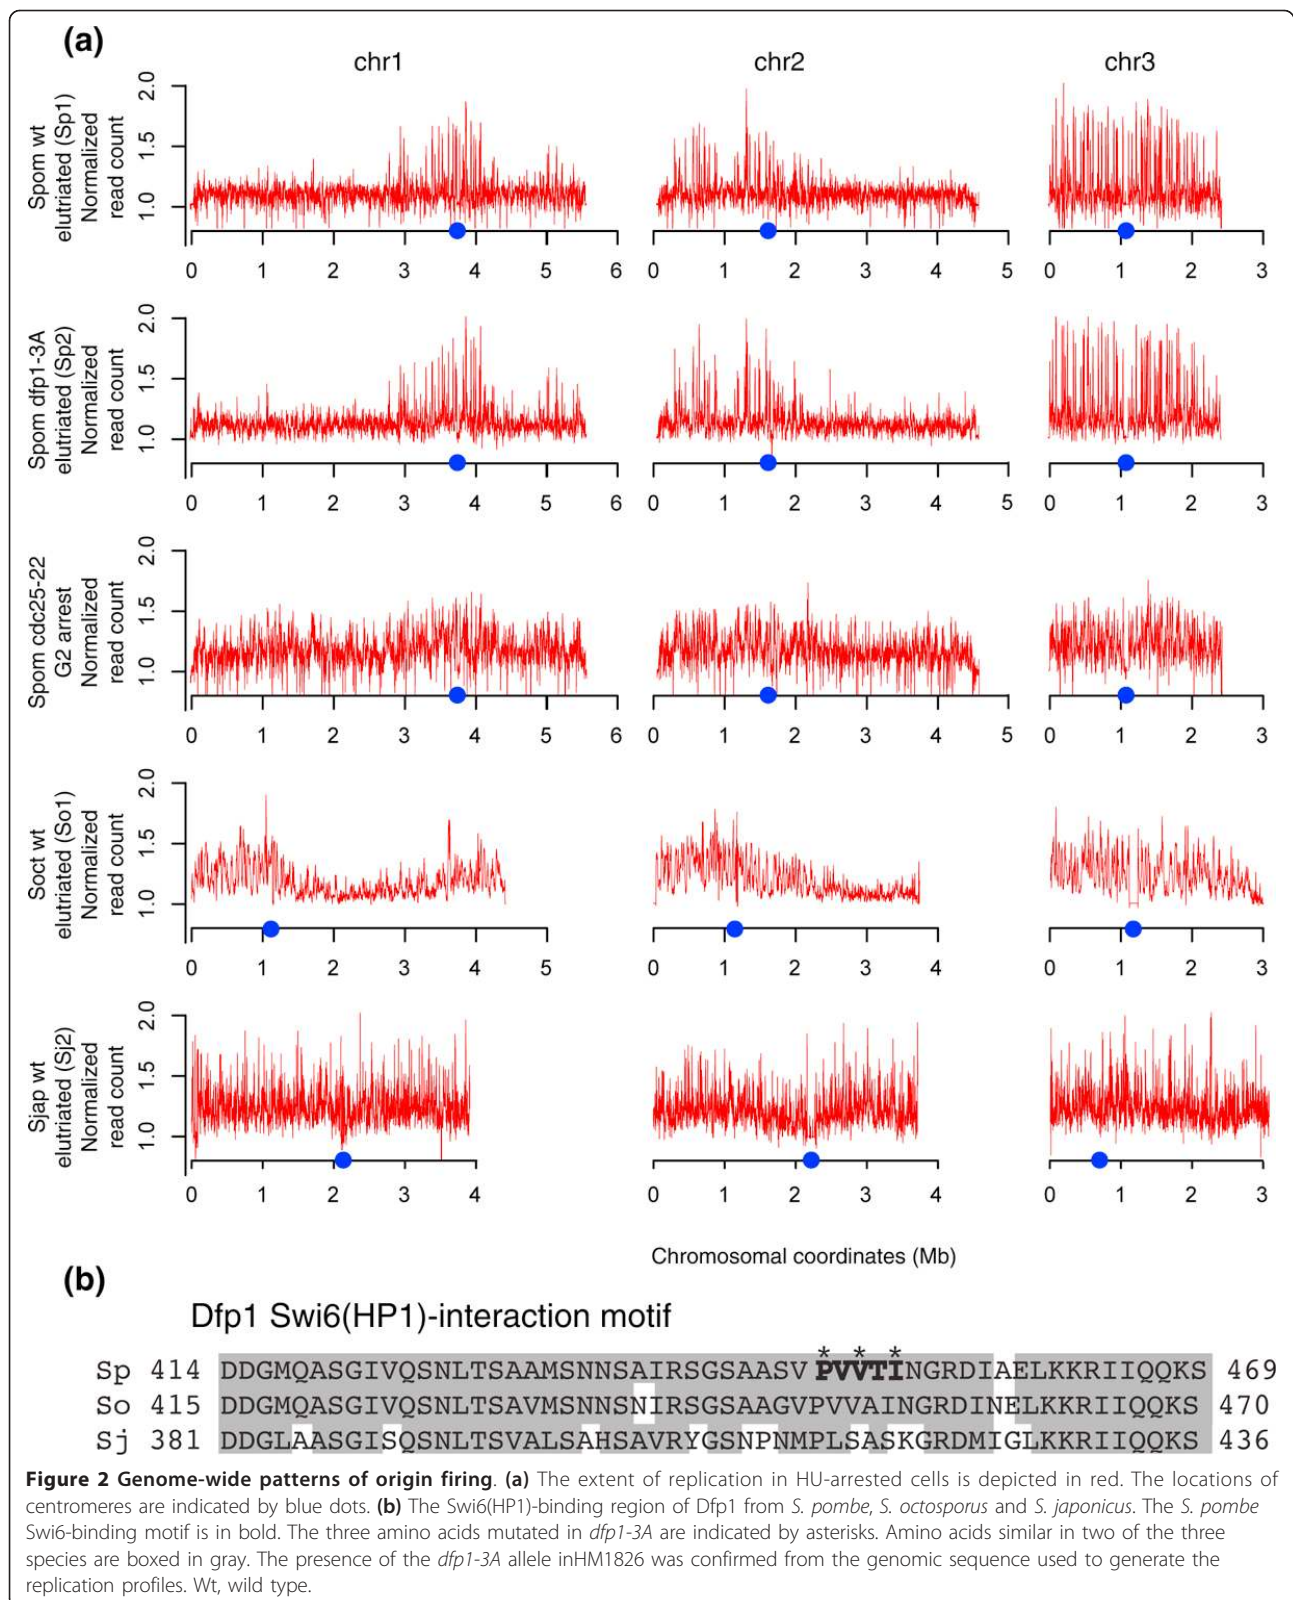 (a)
chr1 chr2 chr3
Spom wt
elutriated (Sp1)
Normalized
read count
1.0 1.5 2.0
0 1 2 3 4 5 6 0 1 2 3 4 5 0 1 2 3
Spom dfp1-3A
elutriated (Sp2)
Normalized
read count
1.0 1.5 2.0
0 1 2 3 4 5 6 0 1 2 3 4 5 0 1 2 3
Spom cdc25-22
G2 arrest
Normalized
read count
1.0 1.5 2.0
0 1 2 3 4 5 6 0 1 2 3 4 5 0 1 2 3
Soct wt
elutriated (So1)
Normalized
read count
1.0 1.5 2.0
0 1 2 3 4 5 0 1 2 3 4 0 1 2 3
Sjap wt
elutriated (Sj2)
Normalized
read count
1.0 1.5 2.0
0 1 2 3 4 0 1 2 3 4 0 1 2 3
Chromosomal coordinates (Mb)
(b)
Dfp1 Swi6(HP1)-interaction motif
* * *
Sp 414 DDGMQASGIVQSNLTSAAMSNNSAIRSGSAASV PVVTINGRDIAELKKRIIQQKS 469
So 415 DDGMQASGIVQSNLTSAVMSNNSNIRSGSAAGVPVVAINGRDINELKKRIIQQKS 470
Sj 381 DDGLAASGISQSNLTSVALSAHSAVRYGSNPNMPLSASKGRDMIGLKKRIIQQKS 436
Figure 2 Genome-wide patterns of origin firing. (a) The extent of replication in HU-arrested cells is depicted in red. The locations of
centromeres are indicated by blue dots. (b) The Swi6(HP1)-binding region of Dfp1 from S. pombe, S. octosporus and S. japonicus. The S. pombe
Swi6-binding motif is in bold. The three amino acids mutated in dfp1-3A are indicated by asterisks. Amino acids similar in two of the three
species are boxed in gray. The presence of the dfp1-3A allele inHM1826 was confirmed from the genomic sequence used to generate the
replication profiles. Wt, wild type.